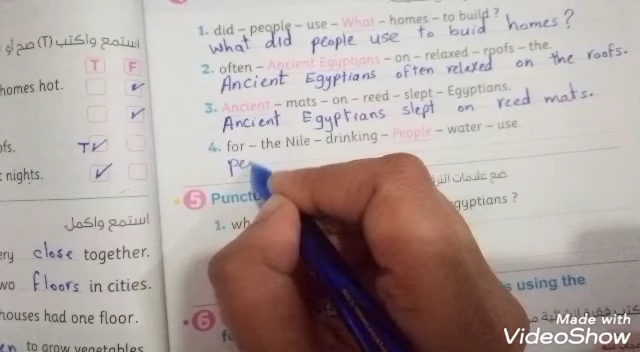 1. did – people – use – What – homes – to build ?
What did people use to buid homes?
2. often – Ancient Egyptians – on – relaxed – roofs – the.
Ancient Egyptians often relaxed on the roofs.
3. Ancient – mats – on – reed – slept – Egyptians.
Ancient Egyptians slept on reed mats.
4. for – the Nile – drinking – People – water – use.
pe
5 Punctu
ضع علامات
1. wh
gyptians ?
s using the
6
استمع واكتب (T)
T F
homes hot.
ofs.
T
nights.
استمع واكمل.
ery close together.
wo floors in cities.
houses had one floor.
to grow vegetables
Made with
VideoShow